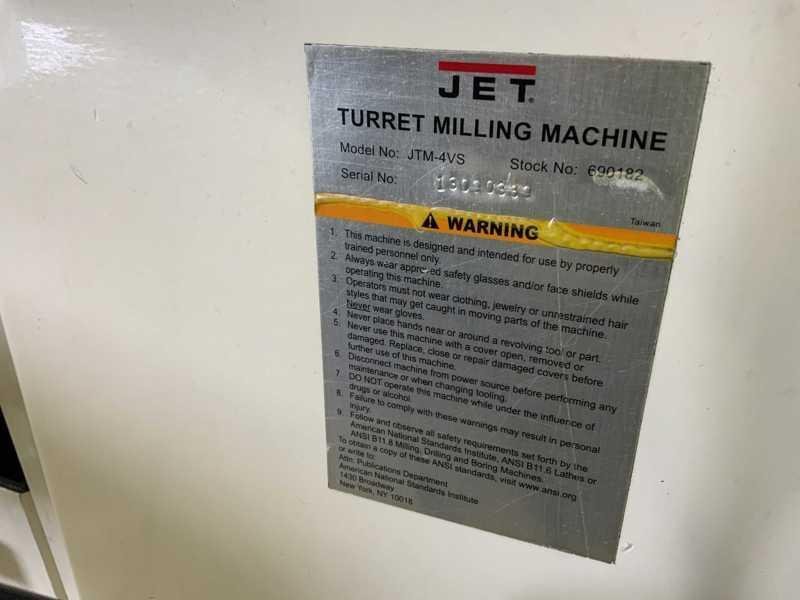 JET
TURRET MILLING MACHINE
Model No: JTM-4VS Stock No: 690182
Serial No:
WARNING
Taiwan
1. This machine is designed and intended for use by properly
trained personnel only.
2. Always wear approved safety glasses and/or face shields while
operating this machine.
3. Operators must not wear clothing, jewelry or unrestrained hair
styles that may get caught in moving parts of the machine.
Never wear gloves.
4. Never place hands near or around a revolving tool or part.
5. Never use this machine with a cover open, removed or
damaged. Replace, close or repair damaged covers before
further use of this machine.
6. Disconnect machine from power source before performing any
maintenance or when changing tooling.
7. DO NOT operate this machine while under the influence of
drugs or alcohol.
8. Failure to comply with these warnings may result in personal
injury.
9. Follow and observe all safety requirements set forth by the
American National Standards Institute, ANSI B11.6 Lathes or
ANSI B11.8 Milling, Drilling and Boring Machines.
To obtain a copy of these ANSI standards, visit www.ansi.org
or write to:
Attn: Publications Department
American National Standards Institute
1430 Broadway
New York, NY 10018